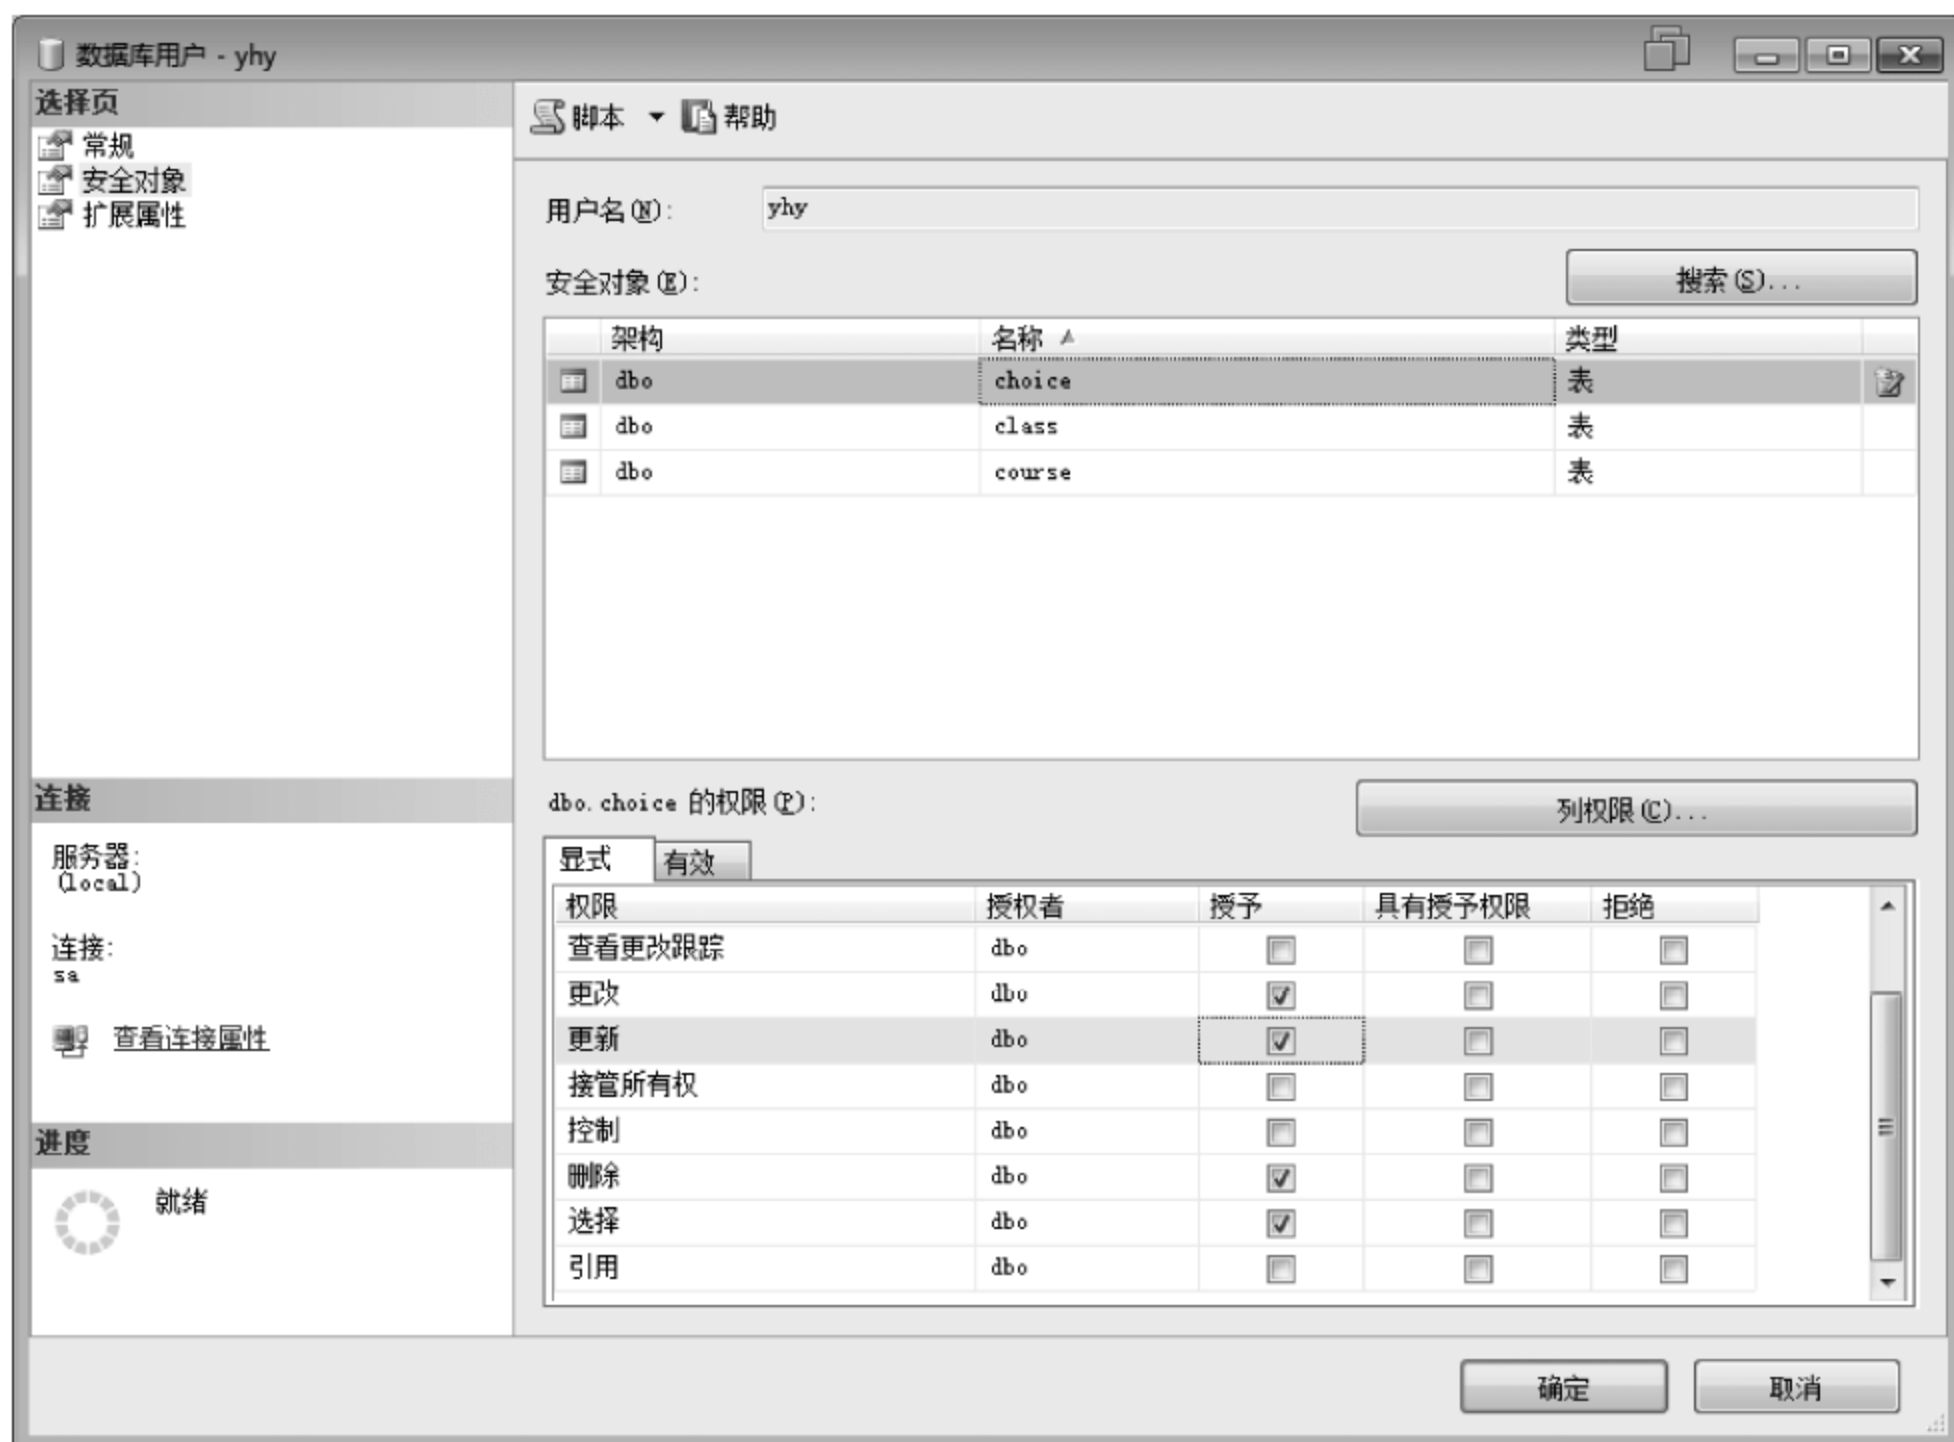 数据库用户 - yhy
选择页
常规
安全对象
扩展属性
脚本 帮助
用户名(N): yhy
安全对象(E):
搜索(S)...
架构 名称 类型
dbo choice 表
dbo class 表
dbo course 表
连接
服务器:
(local)
连接:
sa
查看连接属性
进度
就绪
dbo.choice 的权限(P):
列权限(C)...
显式 有效
权限 授权者 授予 具有授予权限 拒绝
查看更改跟踪 dbo
更改 dbo
更新 dbo
接管所有权 dbo
控制 dbo
删除 dbo
选择 dbo
引用 dbo
确定 取消